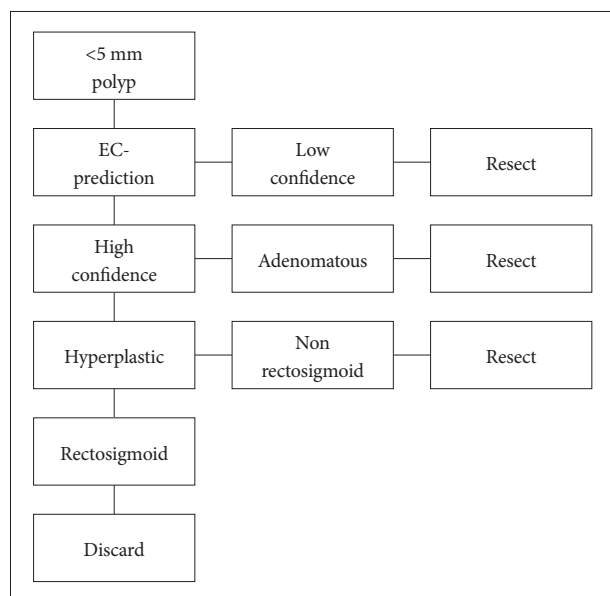 <5 mm
polyp
EC-
prediction
Low
confidence
Resect
High
confidence
Adenomatous
Resect
Hyperplastic
Non
rectosigmoid
Resect
Rectosigmoid
Discard